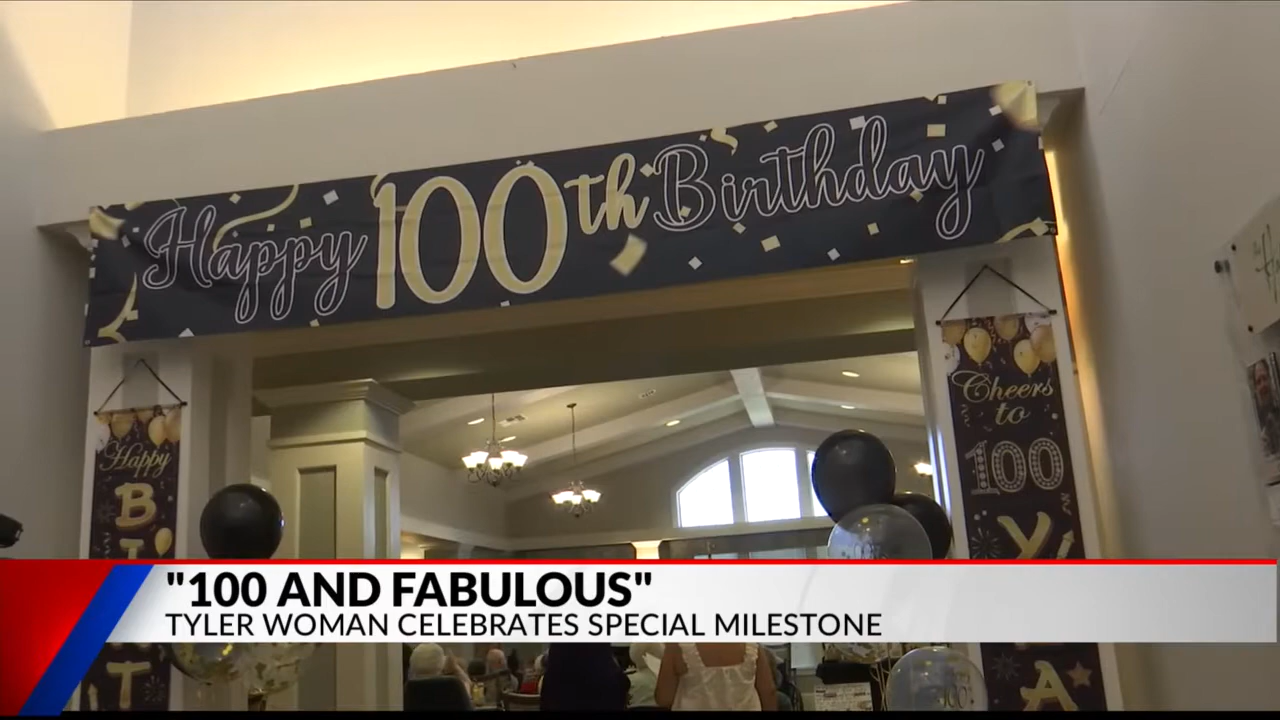 Happy 100th Birthday
Happy
B
T
Cheers
to
100
Y
A
"100 AND FABULOUS"
TYLER WOMAN CELEBRATES SPECIAL MILESTONE